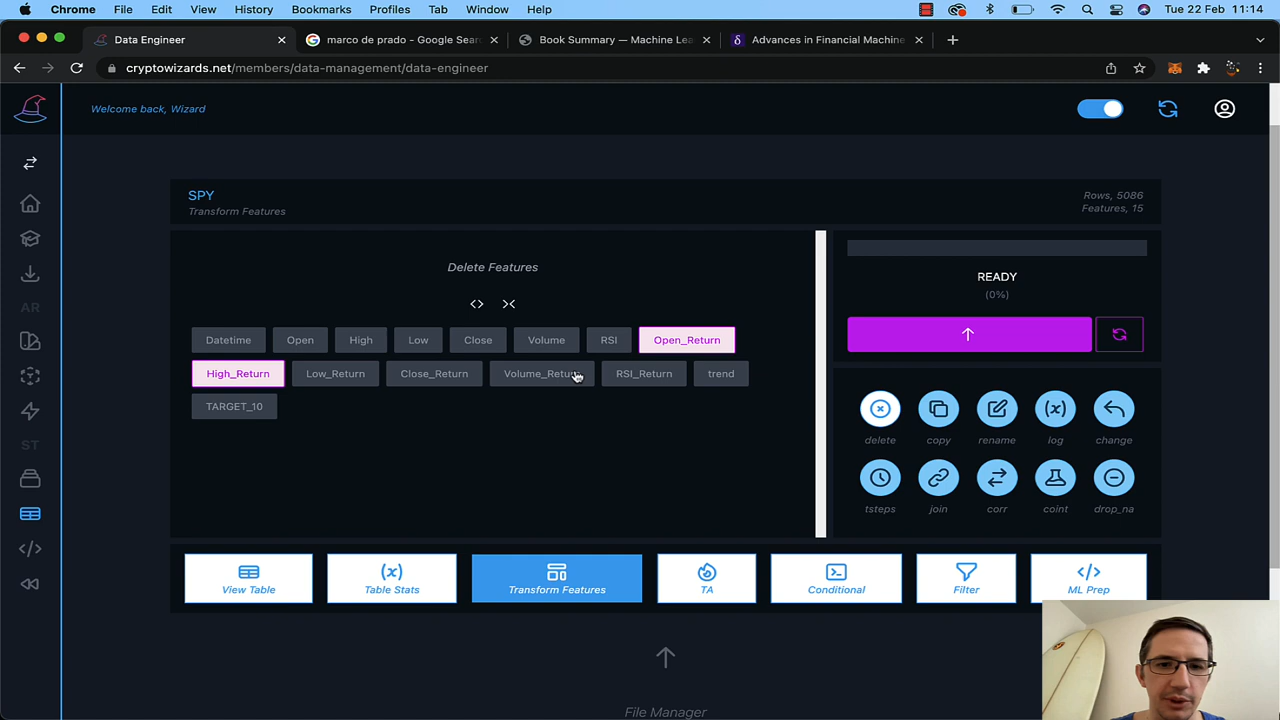 Chrome File Edit View History Bookmarks Profiles Tab Window Help Tue 22 Feb 11:14
Data Engineer marco de prado - Google Sear Book Summary — Machine Lea Advances in Financial Machine
cryptowizards.net/members/data-management/data-engineer
Welcome back, Wizard
SPY Rows, 5086
Transform Features Features, 15
Delete Features
READY
(0%)
Datetime Open High Low Close Volume RSI Open_Return
High_Return Low_Return Close_Return Volume_Return RSI_Return trend
TARGET_10
AR
ST
(x)
delete copy rename log change
tsteps join corr coint drop_na
(x)
View Table Table Stats Transform Features TA Conditional Filter ML Prep
File Manager